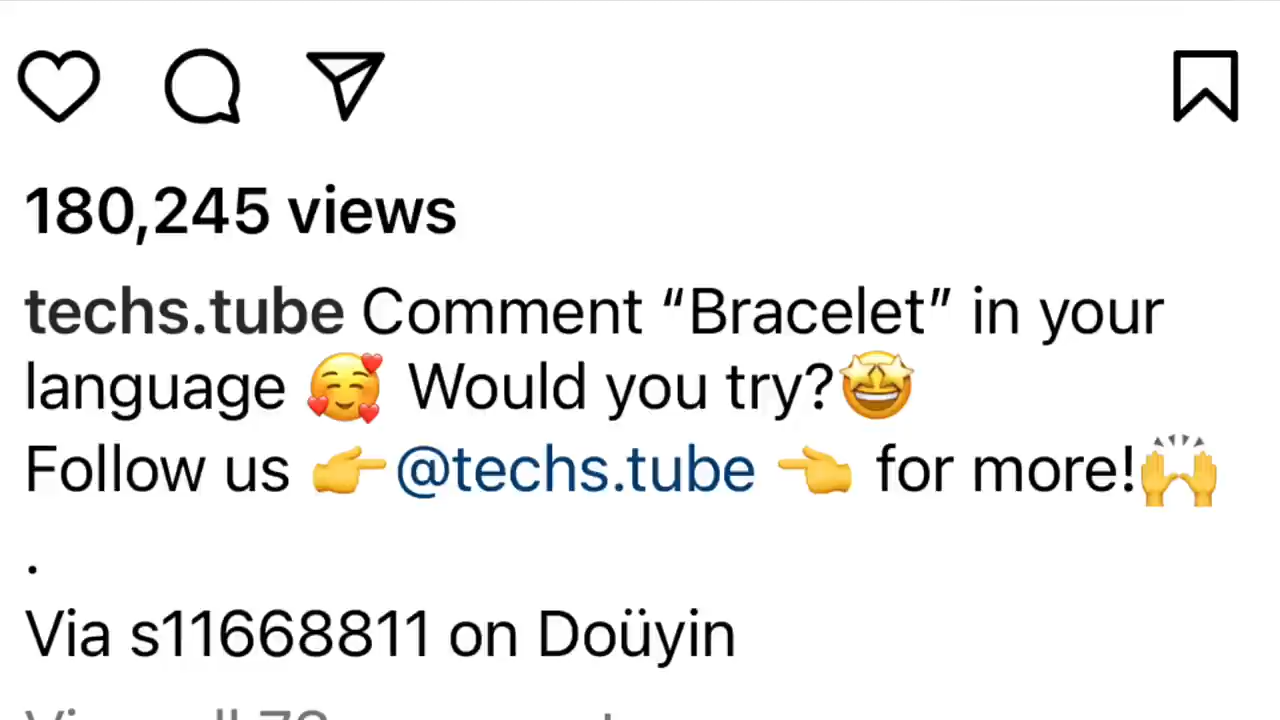 180,245 views
techs.tube Comment “Bracelet” in your
language 🥰 Would you try?🤩
Follow us 👉@techs.tube 👈 for more!🙌
.
Via s11668811 on Doüyin